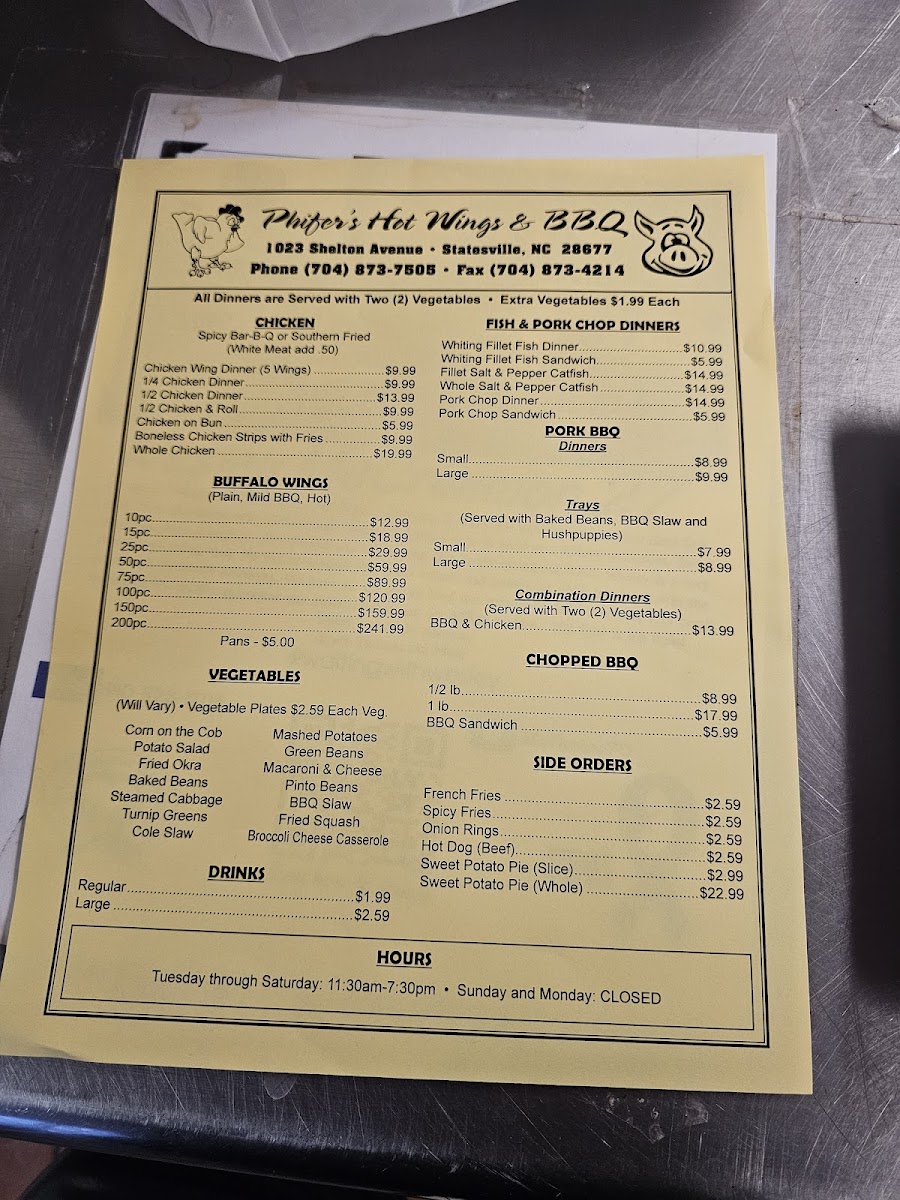 Phifer's Hot Wings & BBQ
1023 Shelton Avenue • Statesville, NC 28677
Phone (704) 873-7505 • Fax (704) 873-4214
All Dinners are Served with Two (2) Vegetables • Extra Vegetables $1.99 Each
CHICKEN
Spicy Bar-B-Q or Southern Fried
(White Meat add .50)
Chicken Wing Dinner (5 Wings) $9.99
1/4 Chicken Dinner $9.99
1/2 Chicken Dinner $13.99
1/2 Chicken & Roll $9.99
Chicken on Bun $5.99
Boneless Chicken Strips with Fries $9.99
Whole Chicken $19.99
BUFFALO WINGS
(Plain, Mild BBQ, Hot)
10pc $12.99
15pc $18.99
25pc $29.99
50pc $59.99
75pc $89.99
100pc $120.99
150pc $159.99
200pc $241.99
Pans - $5.00
VEGETABLES
(Will Vary) • Vegetable Plates $2.59 Each Veg.
Corn on the Cob
Potato Salad
Fried Okra
Baked Beans
Steamed Cabbage
Turnip Greens
Cole Slaw
Mashed Potatoes
Green Beans
Macaroni & Cheese
Pinto Beans
BBQ Slaw
Fried Squash
Broccoli Cheese Casserole
DRINKS
Regular $1.99
Large $2.59
FISH & PORK CHOP DINNERS
Whiting Fillet Fish Dinner $10.99
Whiting Fillet Fish Sandwich $5.99
Fillet Salt & Pepper Catfish $14.99
Whole Salt & Pepper Catfish $14.99
Pork Chop Dinner $14.99
Pork Chop Sandwich $5.99
PORK BBQ
Dinners
Small $8.99
Large $9.99
Trays
(Served with Baked Beans, BBQ Slaw and
Hushpuppies)
Small $7.99
Large $8.99
Combination Dinners
(Served with Two (2) Vegetables)
BBQ & Chicken $13.99
CHOPPED BBQ
1/2 lb $8.99
1 lb $17.99
BBQ Sandwich $5.99
SIDE ORDERS
French Fries $2.59
Spicy Fries $2.59
Onion Rings $2.59
Hot Dog (Beef) $2.59
Sweet Potato Pie (Slice) $2.99
Sweet Potato Pie (Whole) $22.99
HOURS
Tuesday through Saturday: 11:30am-7:30pm • Sunday and Monday: CLOSED